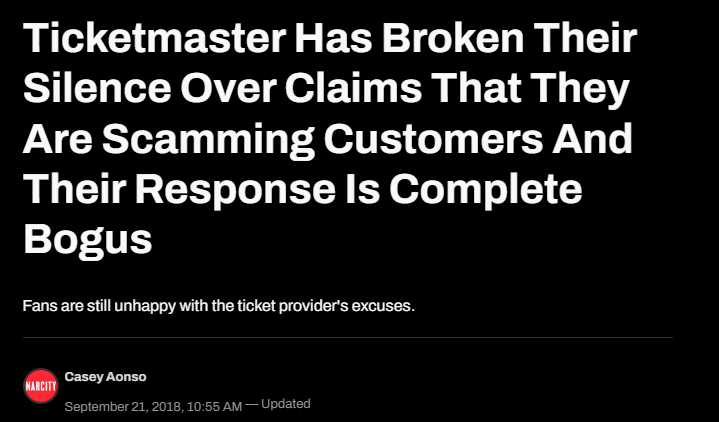 Ticketmaster Has Broken Their
Silence Over Claims That They
Are Scamming Customers And
Their Response Is Complete
Bogus
Fans are still unhappy with the ticket provider's excuses.
NARCITY
Casey Aonso
September 21, 2018, 10:55 AM — Updated